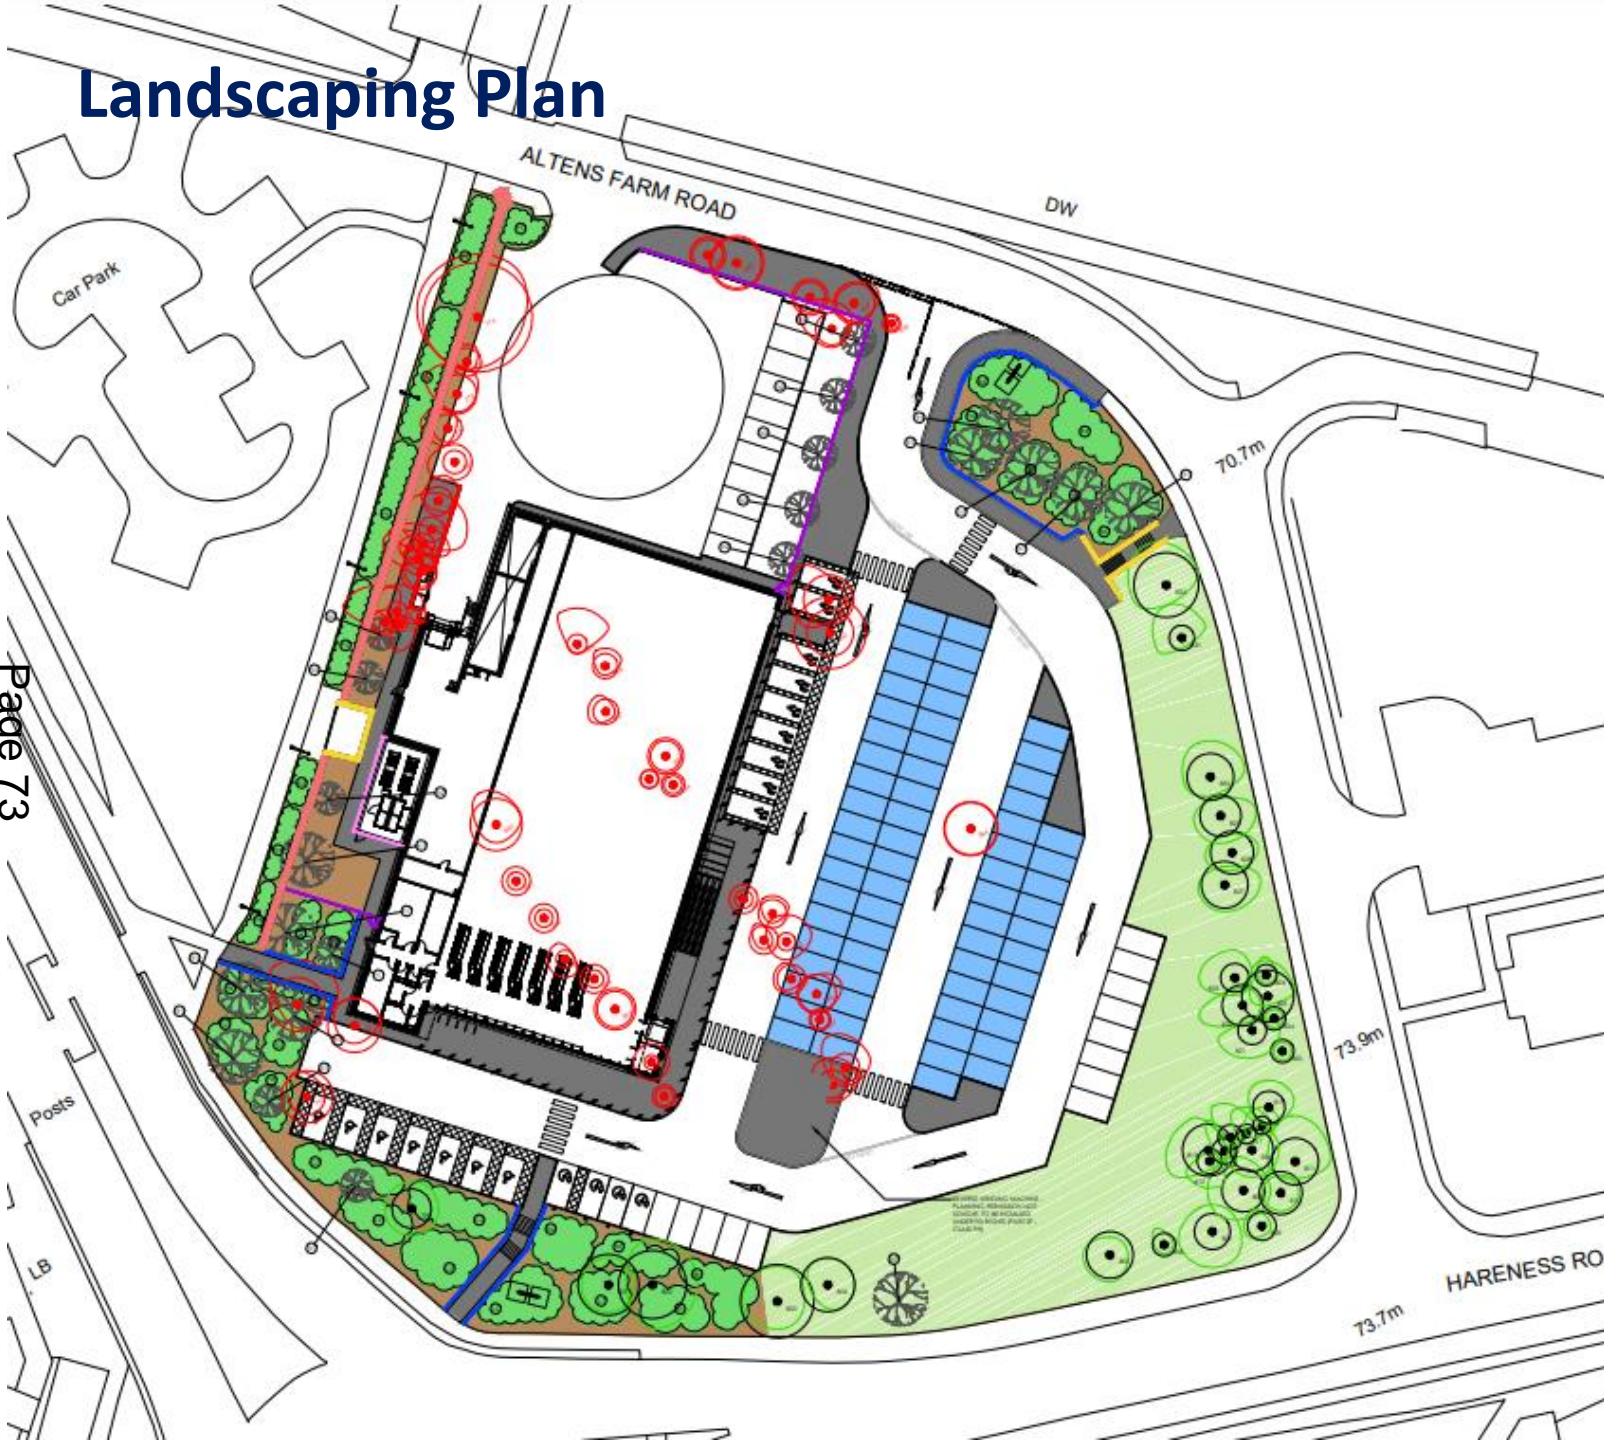 Landscaping Plan
ALTENS FARM ROAD
DW
Car Park
70.7m
Page 73
73.9m
Posts
LB
HARENESS RO
73.7m